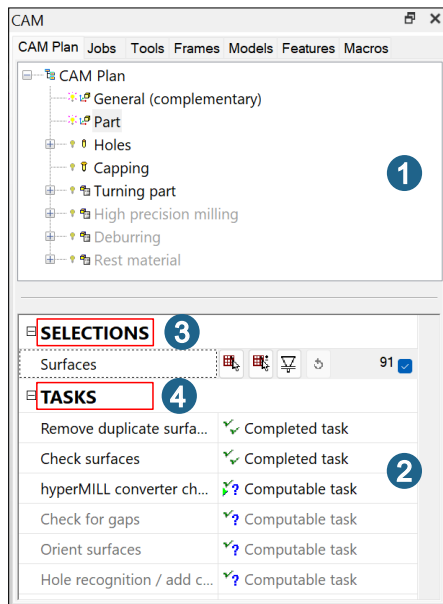 CAM
CAM Plan Jobs Tools Frames Models Features Macros
CAM Plan
General (complementary)
Part
Holes
Capping
Turning part
High precision milling
Deburring
Rest material
1
SELECTIONS 3
Surfaces 91
TASKS 4
Remove duplicate surfa... Completed task
Check surfaces Completed task
2
hyperMILL converter ch... ? Computable task
Check for gaps ? Computable task
Orient surfaces ? Computable task
Hole recognition / add c... ? Computable task